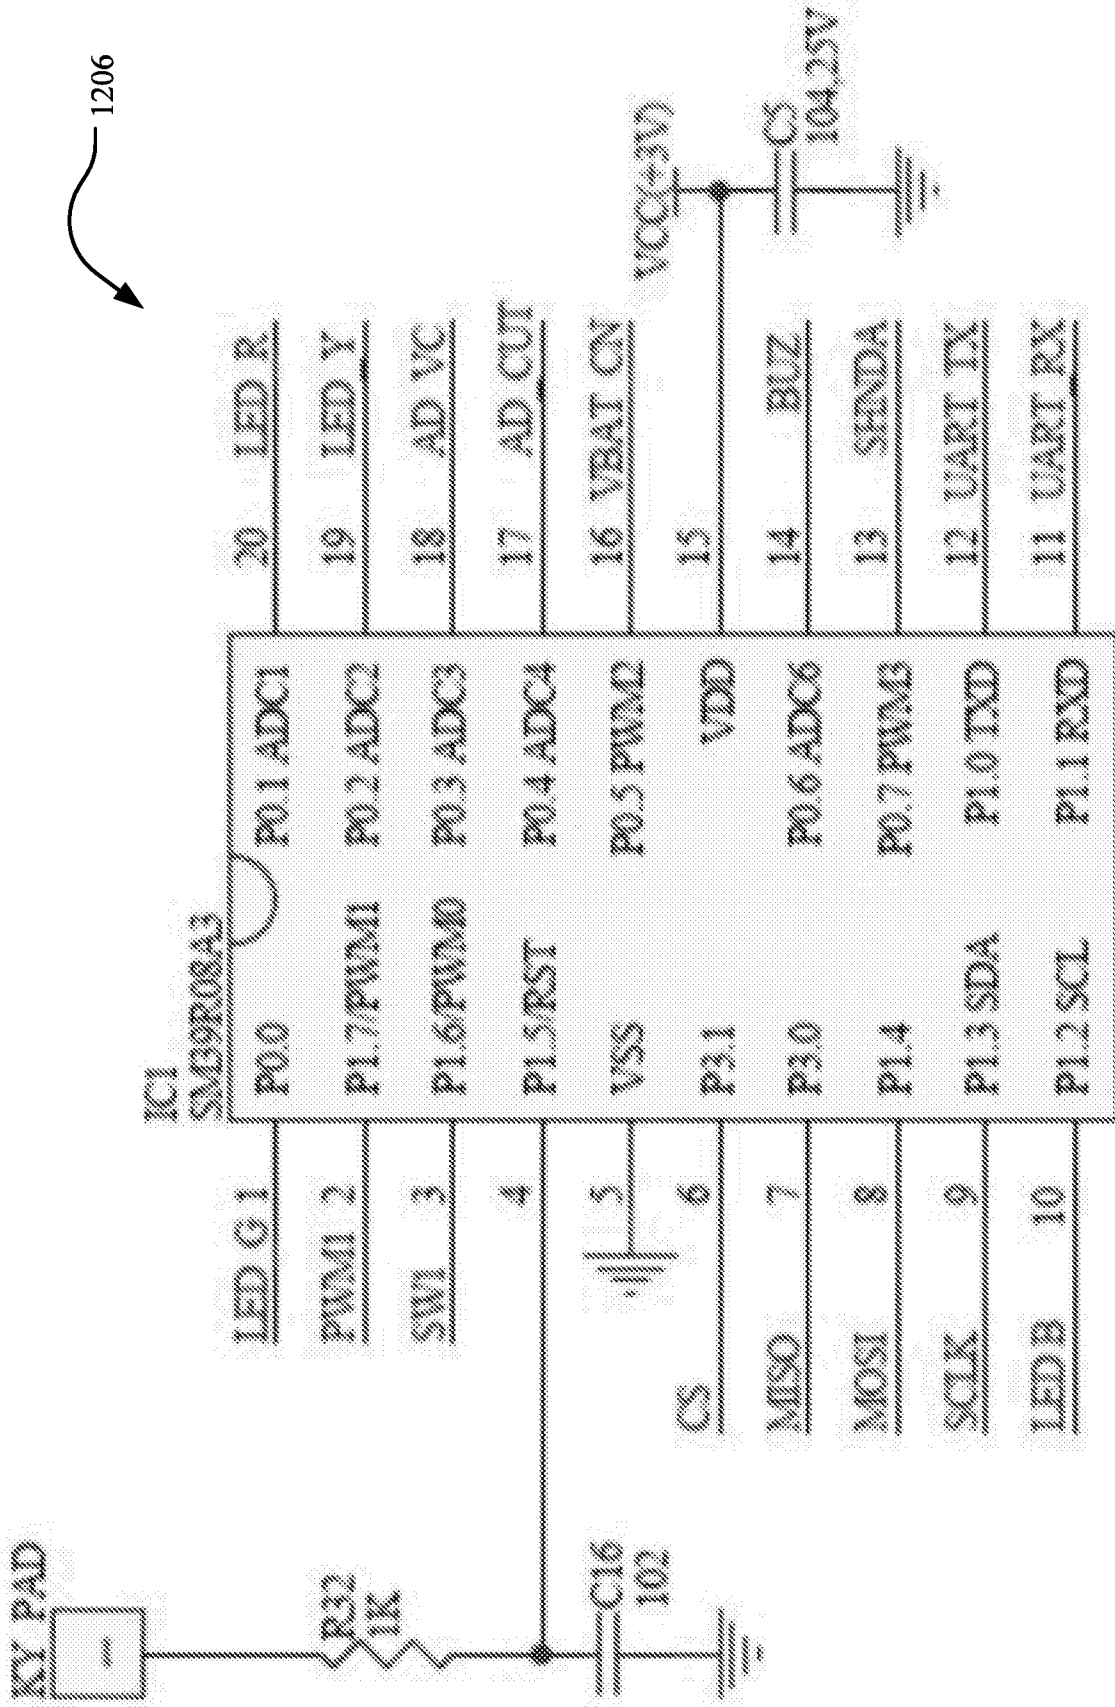 1206
KY PAD
R32
1K
C16
102
IC1
SM39R08A3
LED G 1
PWM1 2
SW1 3
4
5
CS 6
MISO 7
MOSI 8
SCLK 9
LED B 10
P0.0
P1.7/PWM1
P1.6/PWM0
P1.5/RST
VSS
P3.1
P3.0
P1.4
P1.3 SDA
P1.2 SCL
P0.1 ADC1
P0.2 ADC2
P0.3 ADC3
P0.4 ADC4
P0.5 PWM2
VDD
P0.6 ADC6
P0.7 PWM3
P1.0 TXD
P1.1 RXD
20 LED R
19 LED Y
18 AD VC
17 AD CUT
16 VBAT CN
15
14 BUZ
13 SHNDA
12 UART TX
11 UART RX
VCC(+3V)
C5
104,25V